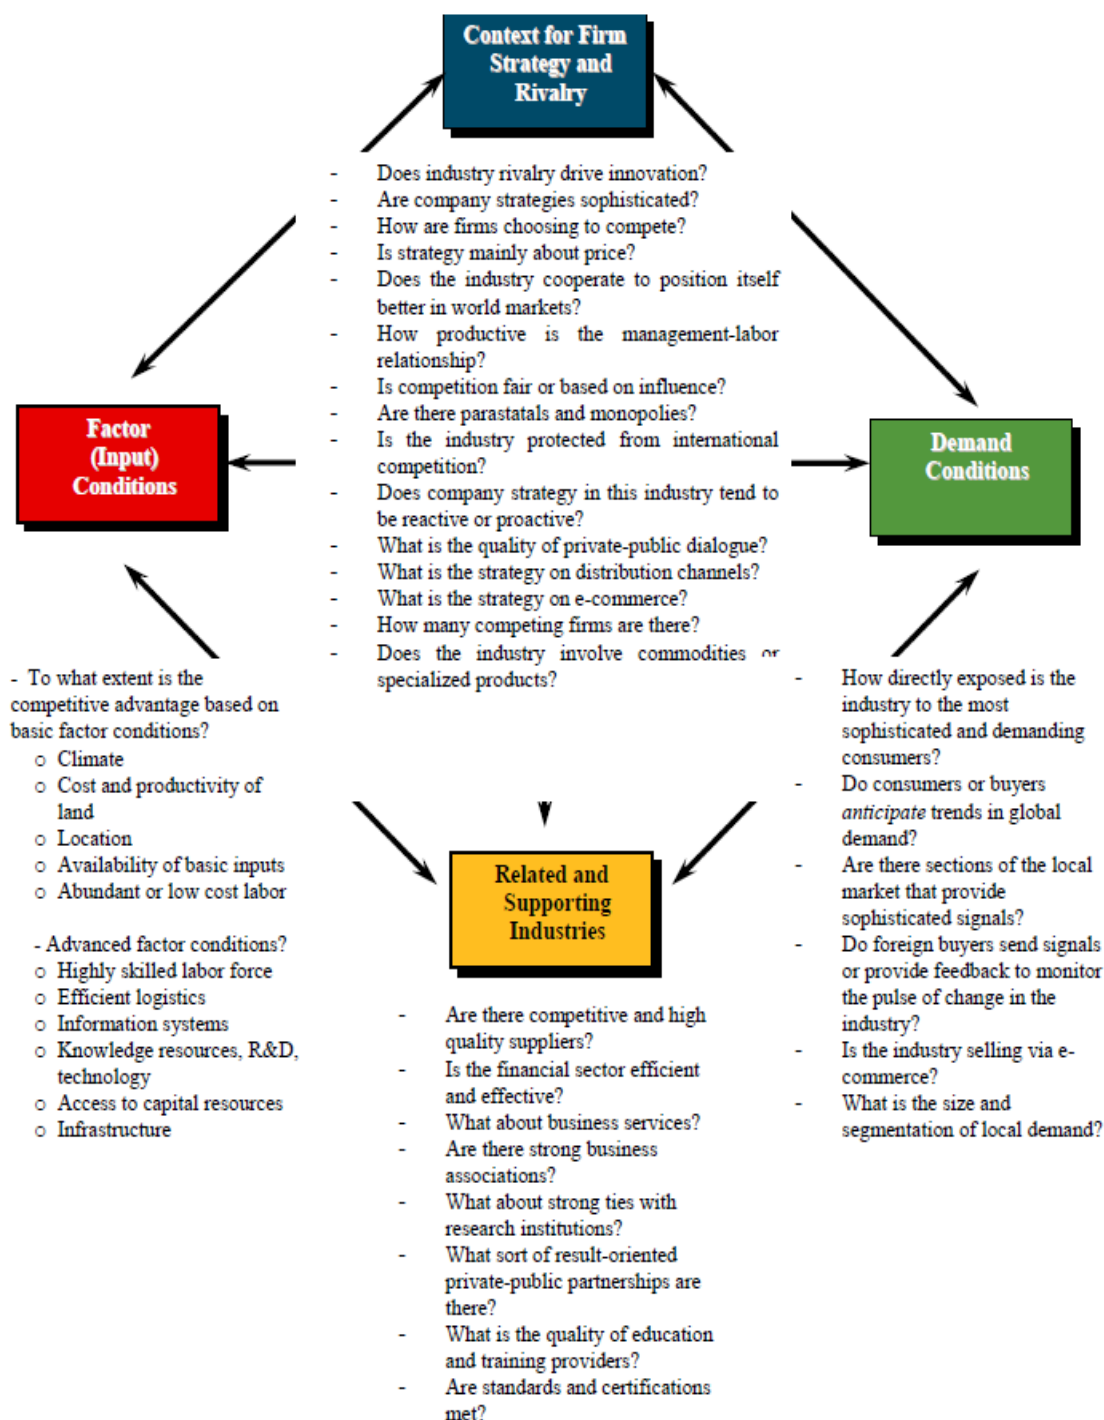 Context for Firm
Strategy and
Rivalry
- Does industry rivalry drive innovation?
- Are company strategies sophisticated?
- How are firms choosing to compete?
- Is strategy mainly about price?
- Does the industry cooperate to position itself
better in world markets?
- How productive is the management-labor
relationship?
- Is competition fair or based on influence?
- Are there parastatals and monopolies?
- Is the industry protected from international
competition?
- Does company strategy in this industry tend to
be reactive or proactive?
- What is the quality of private-public dialogue?
- What is the strategy on distribution channels?
- What is the strategy on e-commerce?
- How many competing firms are there?
- Does the industry involve commodities or
specialized products?
Factor
(Input)
Conditions
Demand
Conditions
- To what extent is the
competitive advantage based on
basic factor conditions?
o Climate
o Cost and productivity of
land
o Location
o Availability of basic inputs
o Abundant or low cost labor
- Advanced factor conditions?
o Highly skilled labor force
o Efficient logistics
o Information systems
o Knowledge resources, R&D,
technology
o Access to capital resources
o Infrastructure
Related and
Supporting
Industries
- Are there competitive and high
quality suppliers?
- Is the financial sector efficient
and effective?
- What about business services?
- Are there strong business
associations?
- What about strong ties with
research institutions?
- What sort of result-oriented
private-public partnerships are
there?
- What is the quality of education
and training providers?
- Are standards and certifications
met?
- How directly exposed is the
industry to the most
sophisticated and demanding
consumers?
- Do consumers or buyers
anticipate trends in global
demand?
- Are there sections of the local
market that provide
sophisticated signals?
- Do foreign buyers send signals
or provide feedback to monitor
the pulse of change in the
industry?
- Is the industry selling via e-
commerce?
- What is the size and
segmentation of local demand?